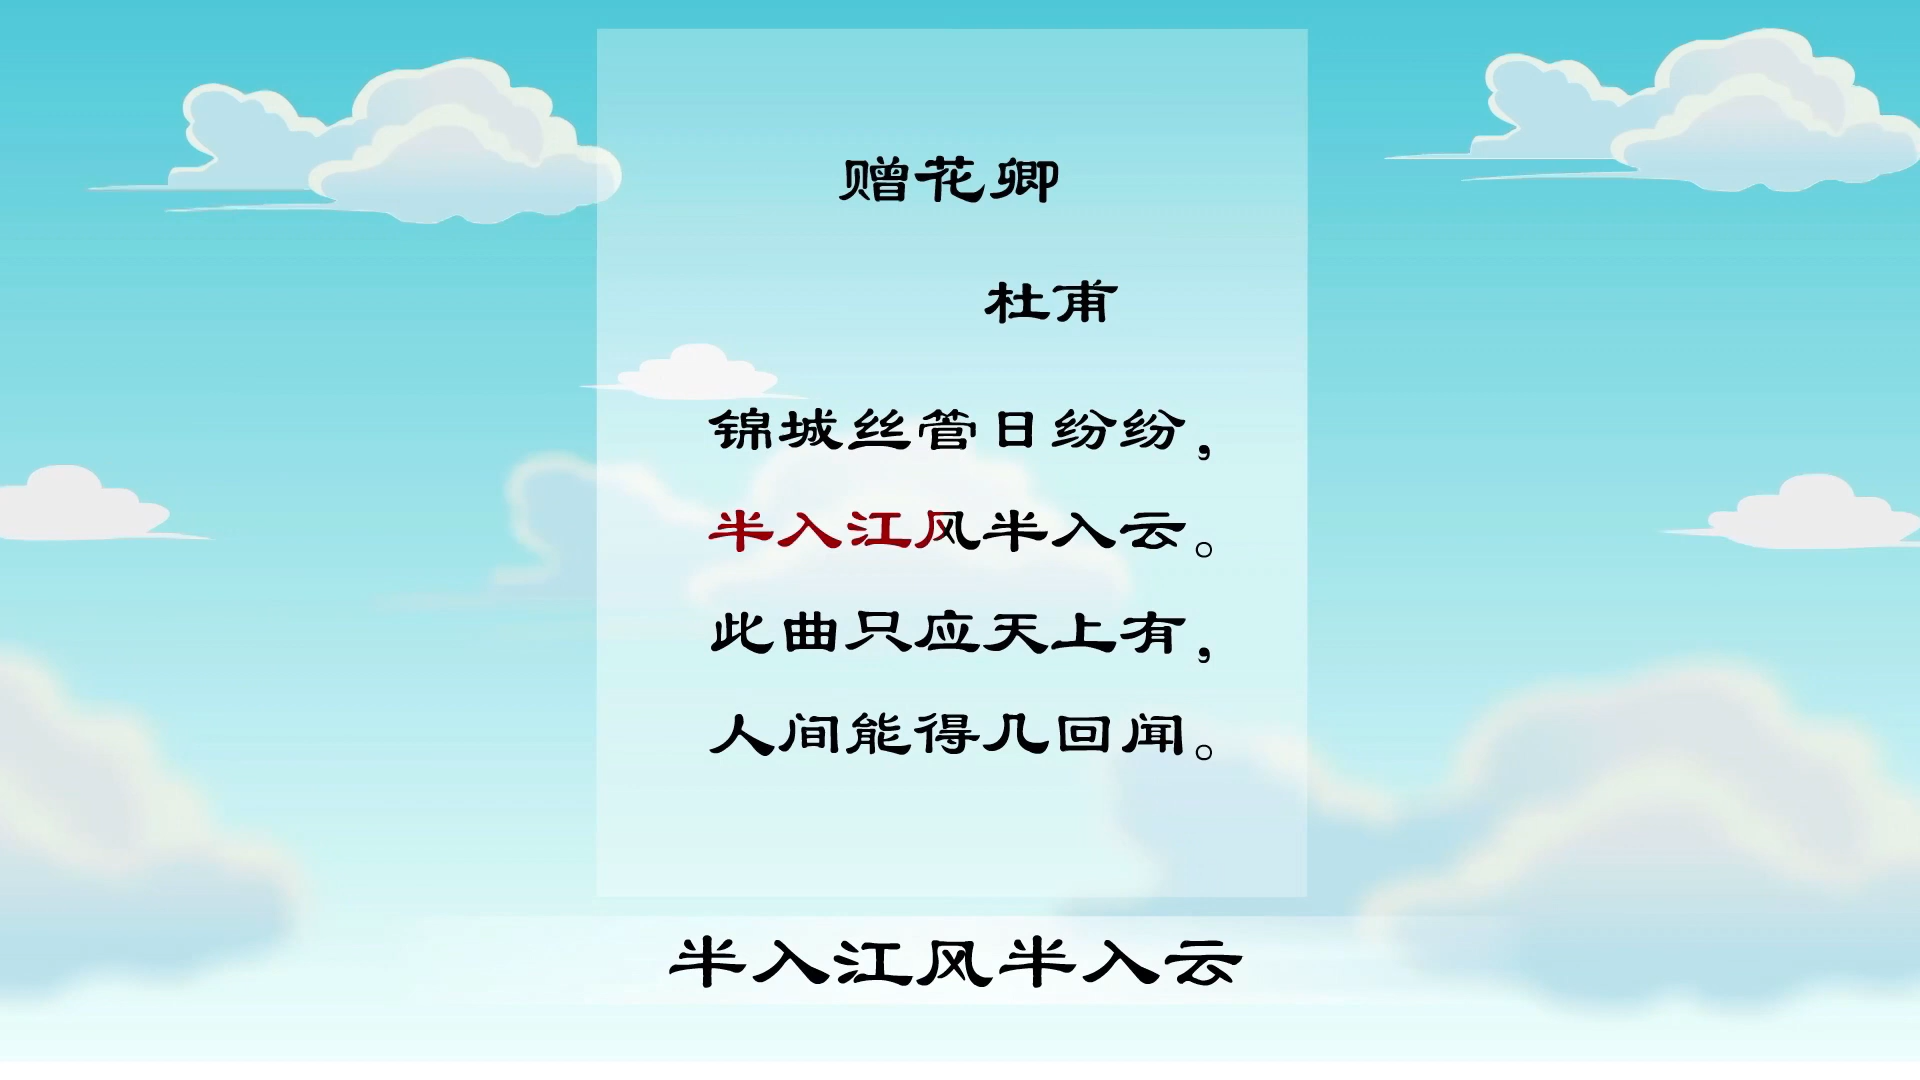 赠花卿
杜甫
锦城丝管日纷纷，
半入江风半入云。
此曲只应天上有，
人间能得几回闻。
半入江风半入云